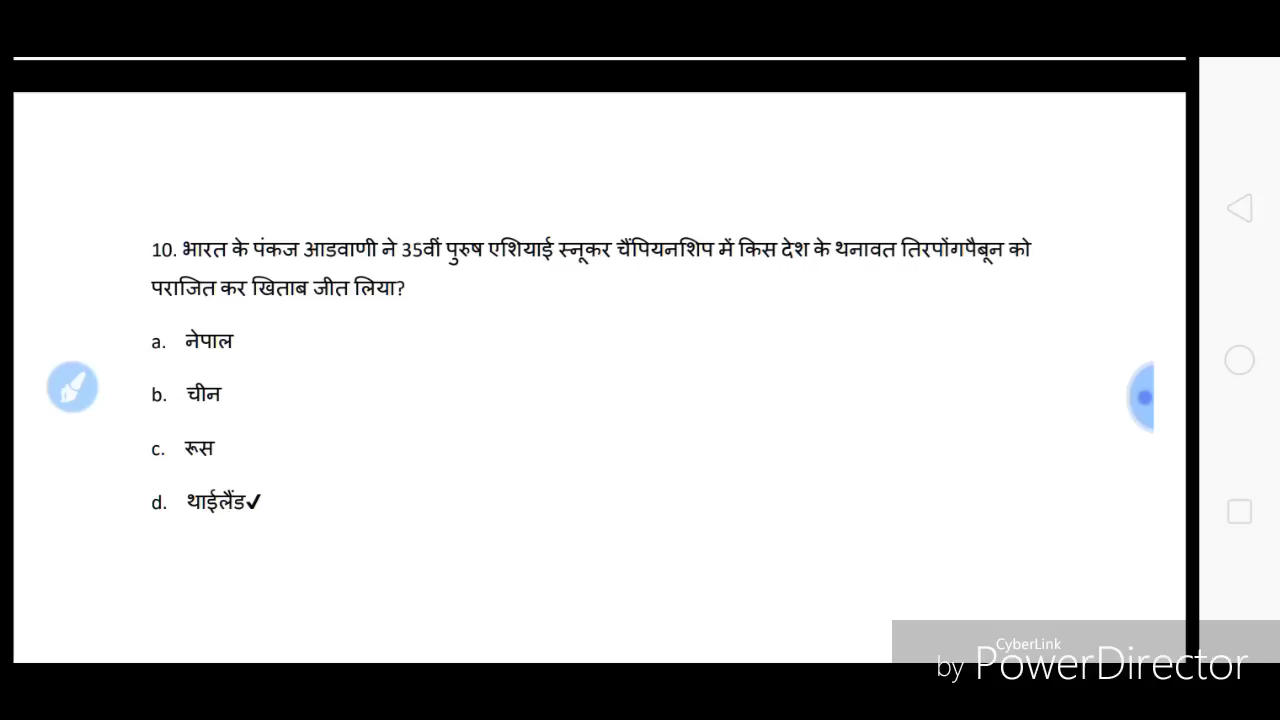 10. भारत के पंकज आडवाणी ने 35वीं पुरुष एशियाई स्नूकर चैंपियनशिप में किस देश के थनावत तिरपोंगपैबून को
पराजित कर खिताब जीत लिया?
a. नेपाल
b. चीन
c. रूस
d. थाईलैंड✓
CyberLink
by PowerDirector